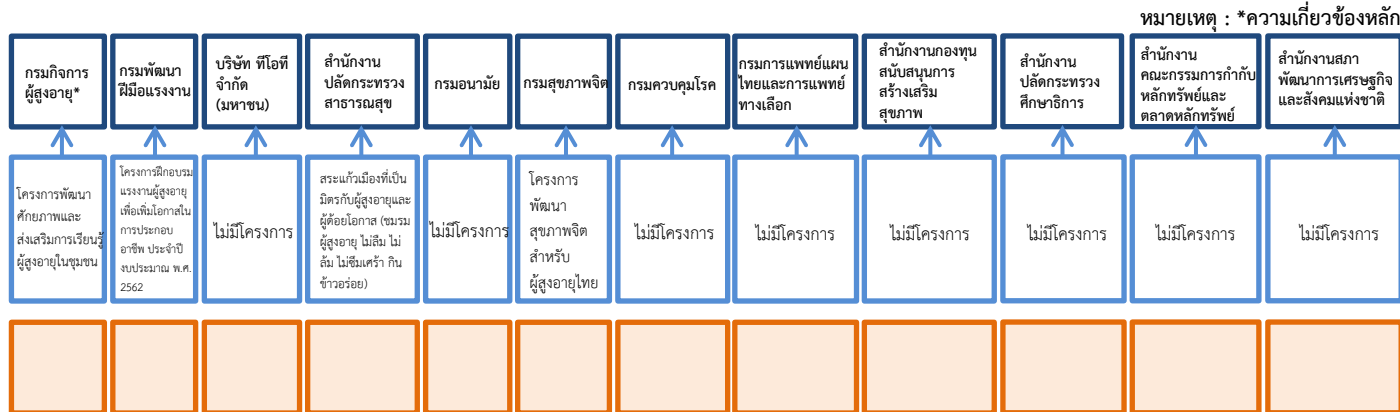 หมายเหตุ : *ความเกี่ยวข้องหลัก
กรมกิจการ
ผู้สูงอายุ*
กรมพัฒนา
ฝีมือแรงงาน
บริษัท ทีโอที
จำกัด
(มหาชน)
สำนักงาน
ปลัดกระทรวง
สาธารณสุข
กรมอนามัย
กรมสุขภาพจิต
กรมควบคุมโรค
กรมการแพทย์แผน
ไทยและการแพทย์
ทางเลือก
สำนักงานกองทุน
สนับสนุนการ
สร้างเสริม
สุขภาพ
สำนักงาน
ปลัดกระทรวง
ศึกษาธิการ
สำนักงาน
คณะกรรมการกำกับ
หลักทรัพย์และ
ตลาดหลักทรัพย์
สำนักงานสภา
พัฒนาการเศรษฐกิจ
และสังคมแห่งชาติ
โครงการพัฒนา
ศักยภาพและ
ส่งเสริมการเรียนรู้
ผู้สูงอายุในชุมชน
โครงการฝึกอบรม
แรงงานผู้สูงอายุ
เพื่อเพิ่มโอกาสใน
การประกอบ
อาชีพ ประจำปี
งบประมาณ พ.ศ.
2562
ไม่มีโครงการ
สระแก้วเมืองที่เป็น
มิตรกับผู้สูงอายุและ
ผู้ด้อยโอกาส (ชมรม
ผู้สูงอายุ ไม่ลืม ไม่
ล้ม ไม่ซึมเศร้า กิน
ข้าวอร่อย)
ไม่มีโครงการ
โครงการ
พัฒนา
สุขภาพจิต
สำหรับ
ผู้สูงอายุไทย
ไม่มีโครงการ
ไม่มีโครงการ
ไม่มีโครงการ
ไม่มีโครงการ
ไม่มีโครงการ
ไม่มีโครงการ